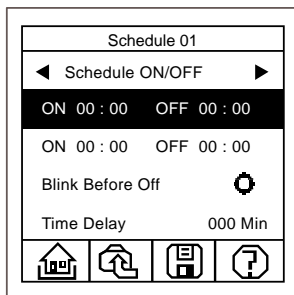 Schedule 01
Schedule ON/OFF
ON 00 : 00 OFF 00 : 00
ON 00 : 00 OFF 00 : 00
Blink Before Off
Time Delay 000 Min
?